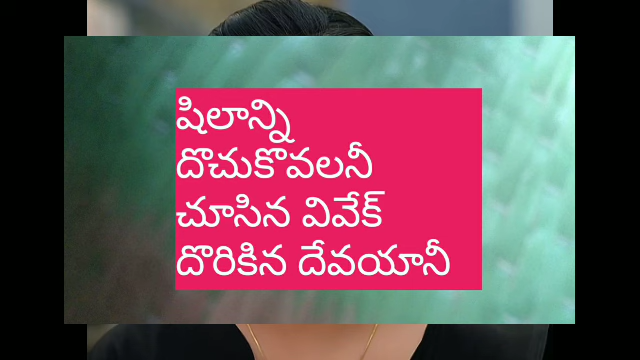 షిలాన్ని
దొచుకొవలనీ
చూసిన వివేక్
దొరికిన దేవయానీ